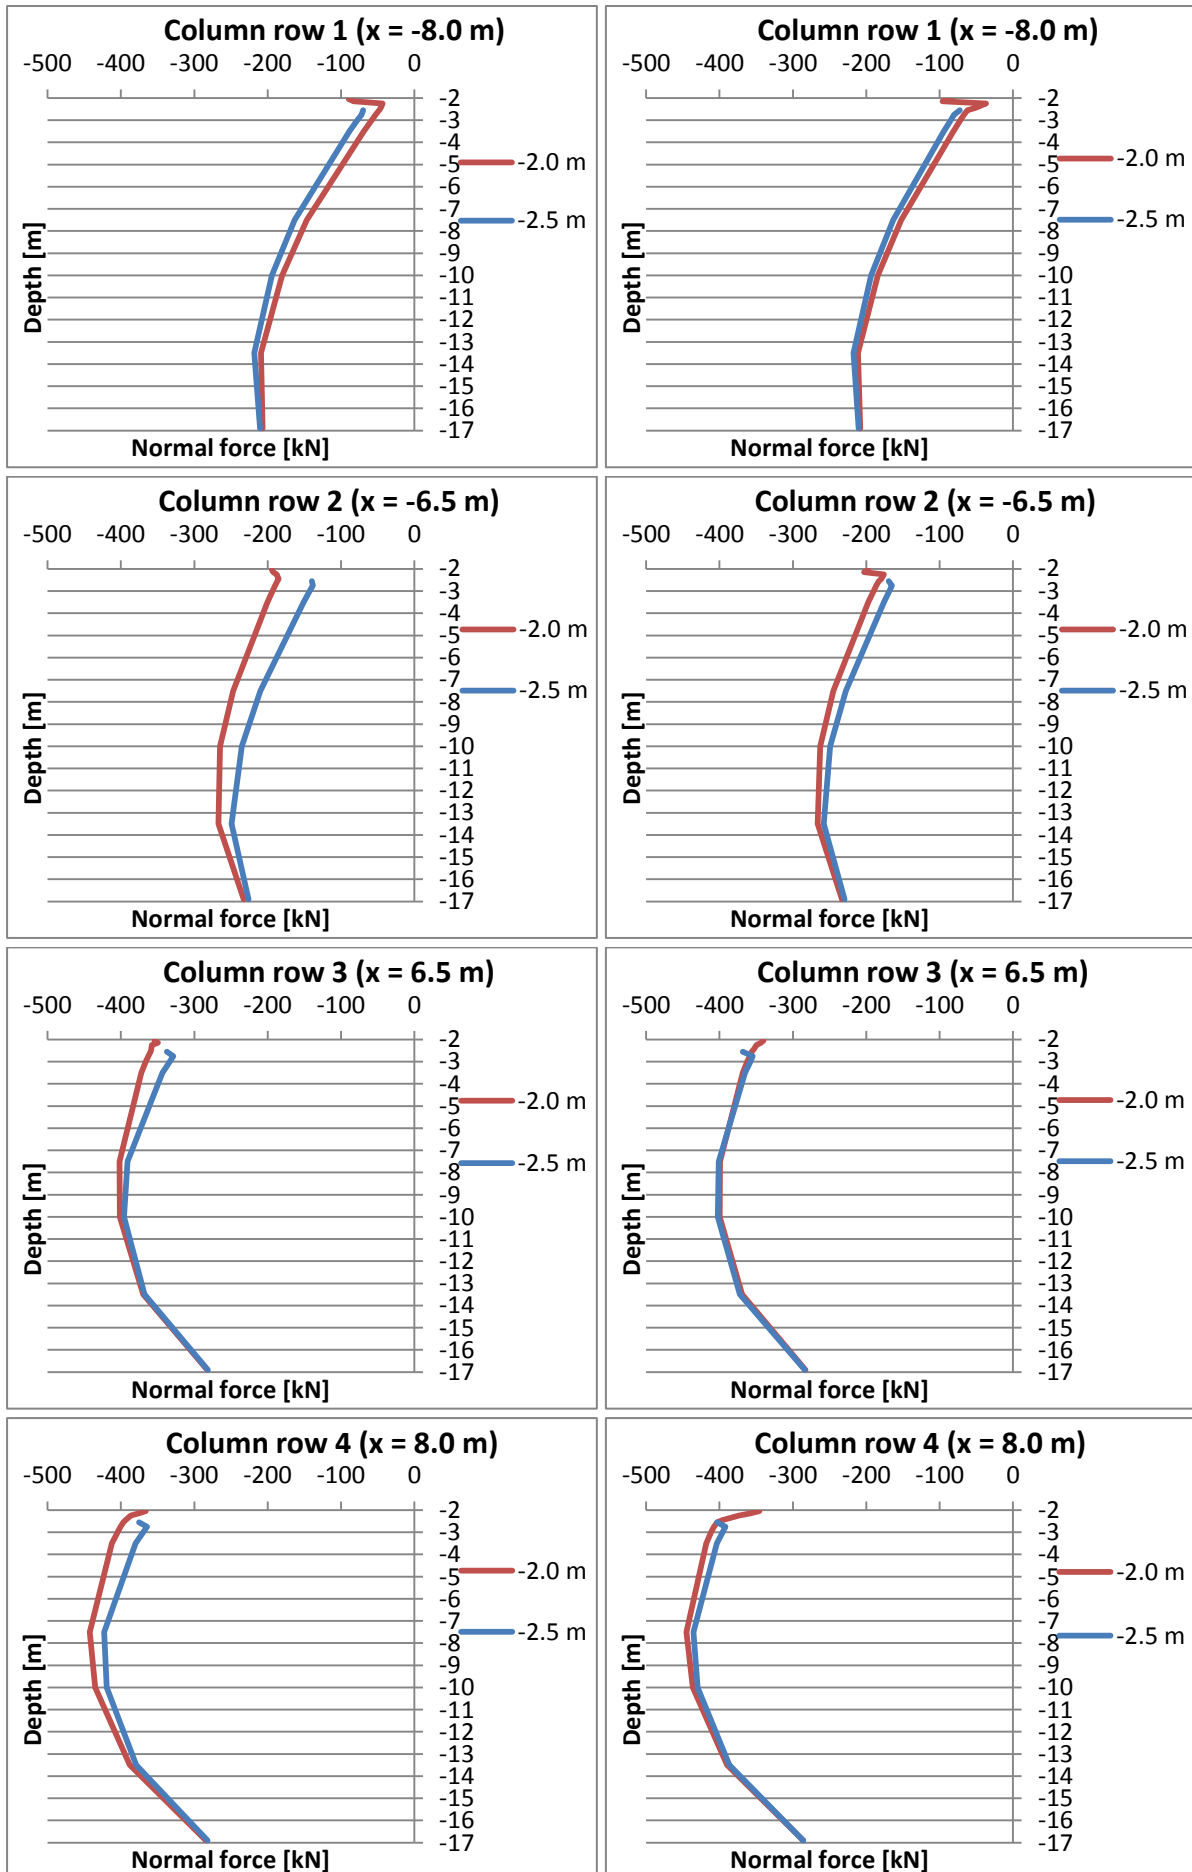 Column row 1 (x = -8.0 m)
-500 -400 -300 -200 -100 0
-2
-3
-4
-5
-6
-7
-8
-9
-10
-11
-12
-13
-14
-15
-16
-17
-2.0 m
-2.5 m
Depth [m]
Normal force [kN]
Column row 1 (x = -8.0 m)
-500 -400 -300 -200 -100 0
-2
-3
-4
-5
-6
-7
-8
-9
-10
-11
-12
-13
-14
-15
-16
-17
-2.0 m
-2.5 m
Depth [m]
Normal force [kN]
Column row 2 (x = -6.5 m)
-500 -400 -300 -200 -100 0
-2
-3
-4
-5
-6
-7
-8
-9
-10
-11
-12
-13
-14
-15
-16
-17
-2.0 m
-2.5 m
Depth [m]
Normal force [kN]
Column row 2 (x = -6.5 m)
-500 -400 -300 -200 -100 0
-2
-3
-4
-5
-6
-7
-8
-9
-10
-11
-12
-13
-14
-15
-16
-17
-2.0 m
-2.5 m
Depth [m]
Normal force [kN]
Column row 3 (x = 6.5 m)
-500 -400 -300 -200 -100 0
-2
-3
-4
-5
-6
-7
-8
-9
-10
-11
-12
-13
-14
-15
-16
-17
-2.0 m
-2.5 m
Depth [m]
Normal force [kN]
Column row 3 (x = 6.5 m)
-500 -400 -300 -200 -100 0
-2
-3
-4
-5
-6
-7
-8
-9
-10
-11
-12
-13
-14
-15
-16
-17
-2.0 m
-2.5 m
Depth [m]
Normal force [kN]
Column row 4 (x = 8.0 m)
-500 -400 -300 -200 -100 0
-2
-3
-4
-5
-6
-7
-8
-9
-10
-11
-12
-13
-14
-15
-16
-17
-2.0 m
-2.5 m
Depth [m]
Normal force [kN]
Column row 4 (x = 8.0 m)
-500 -400 -300 -200 -100 0
-2
-3
-4
-5
-6
-7
-8
-9
-10
-11
-12
-13
-14
-15
-16
-17
-2.0 m
-2.5 m
Depth [m]
Normal force [kN]